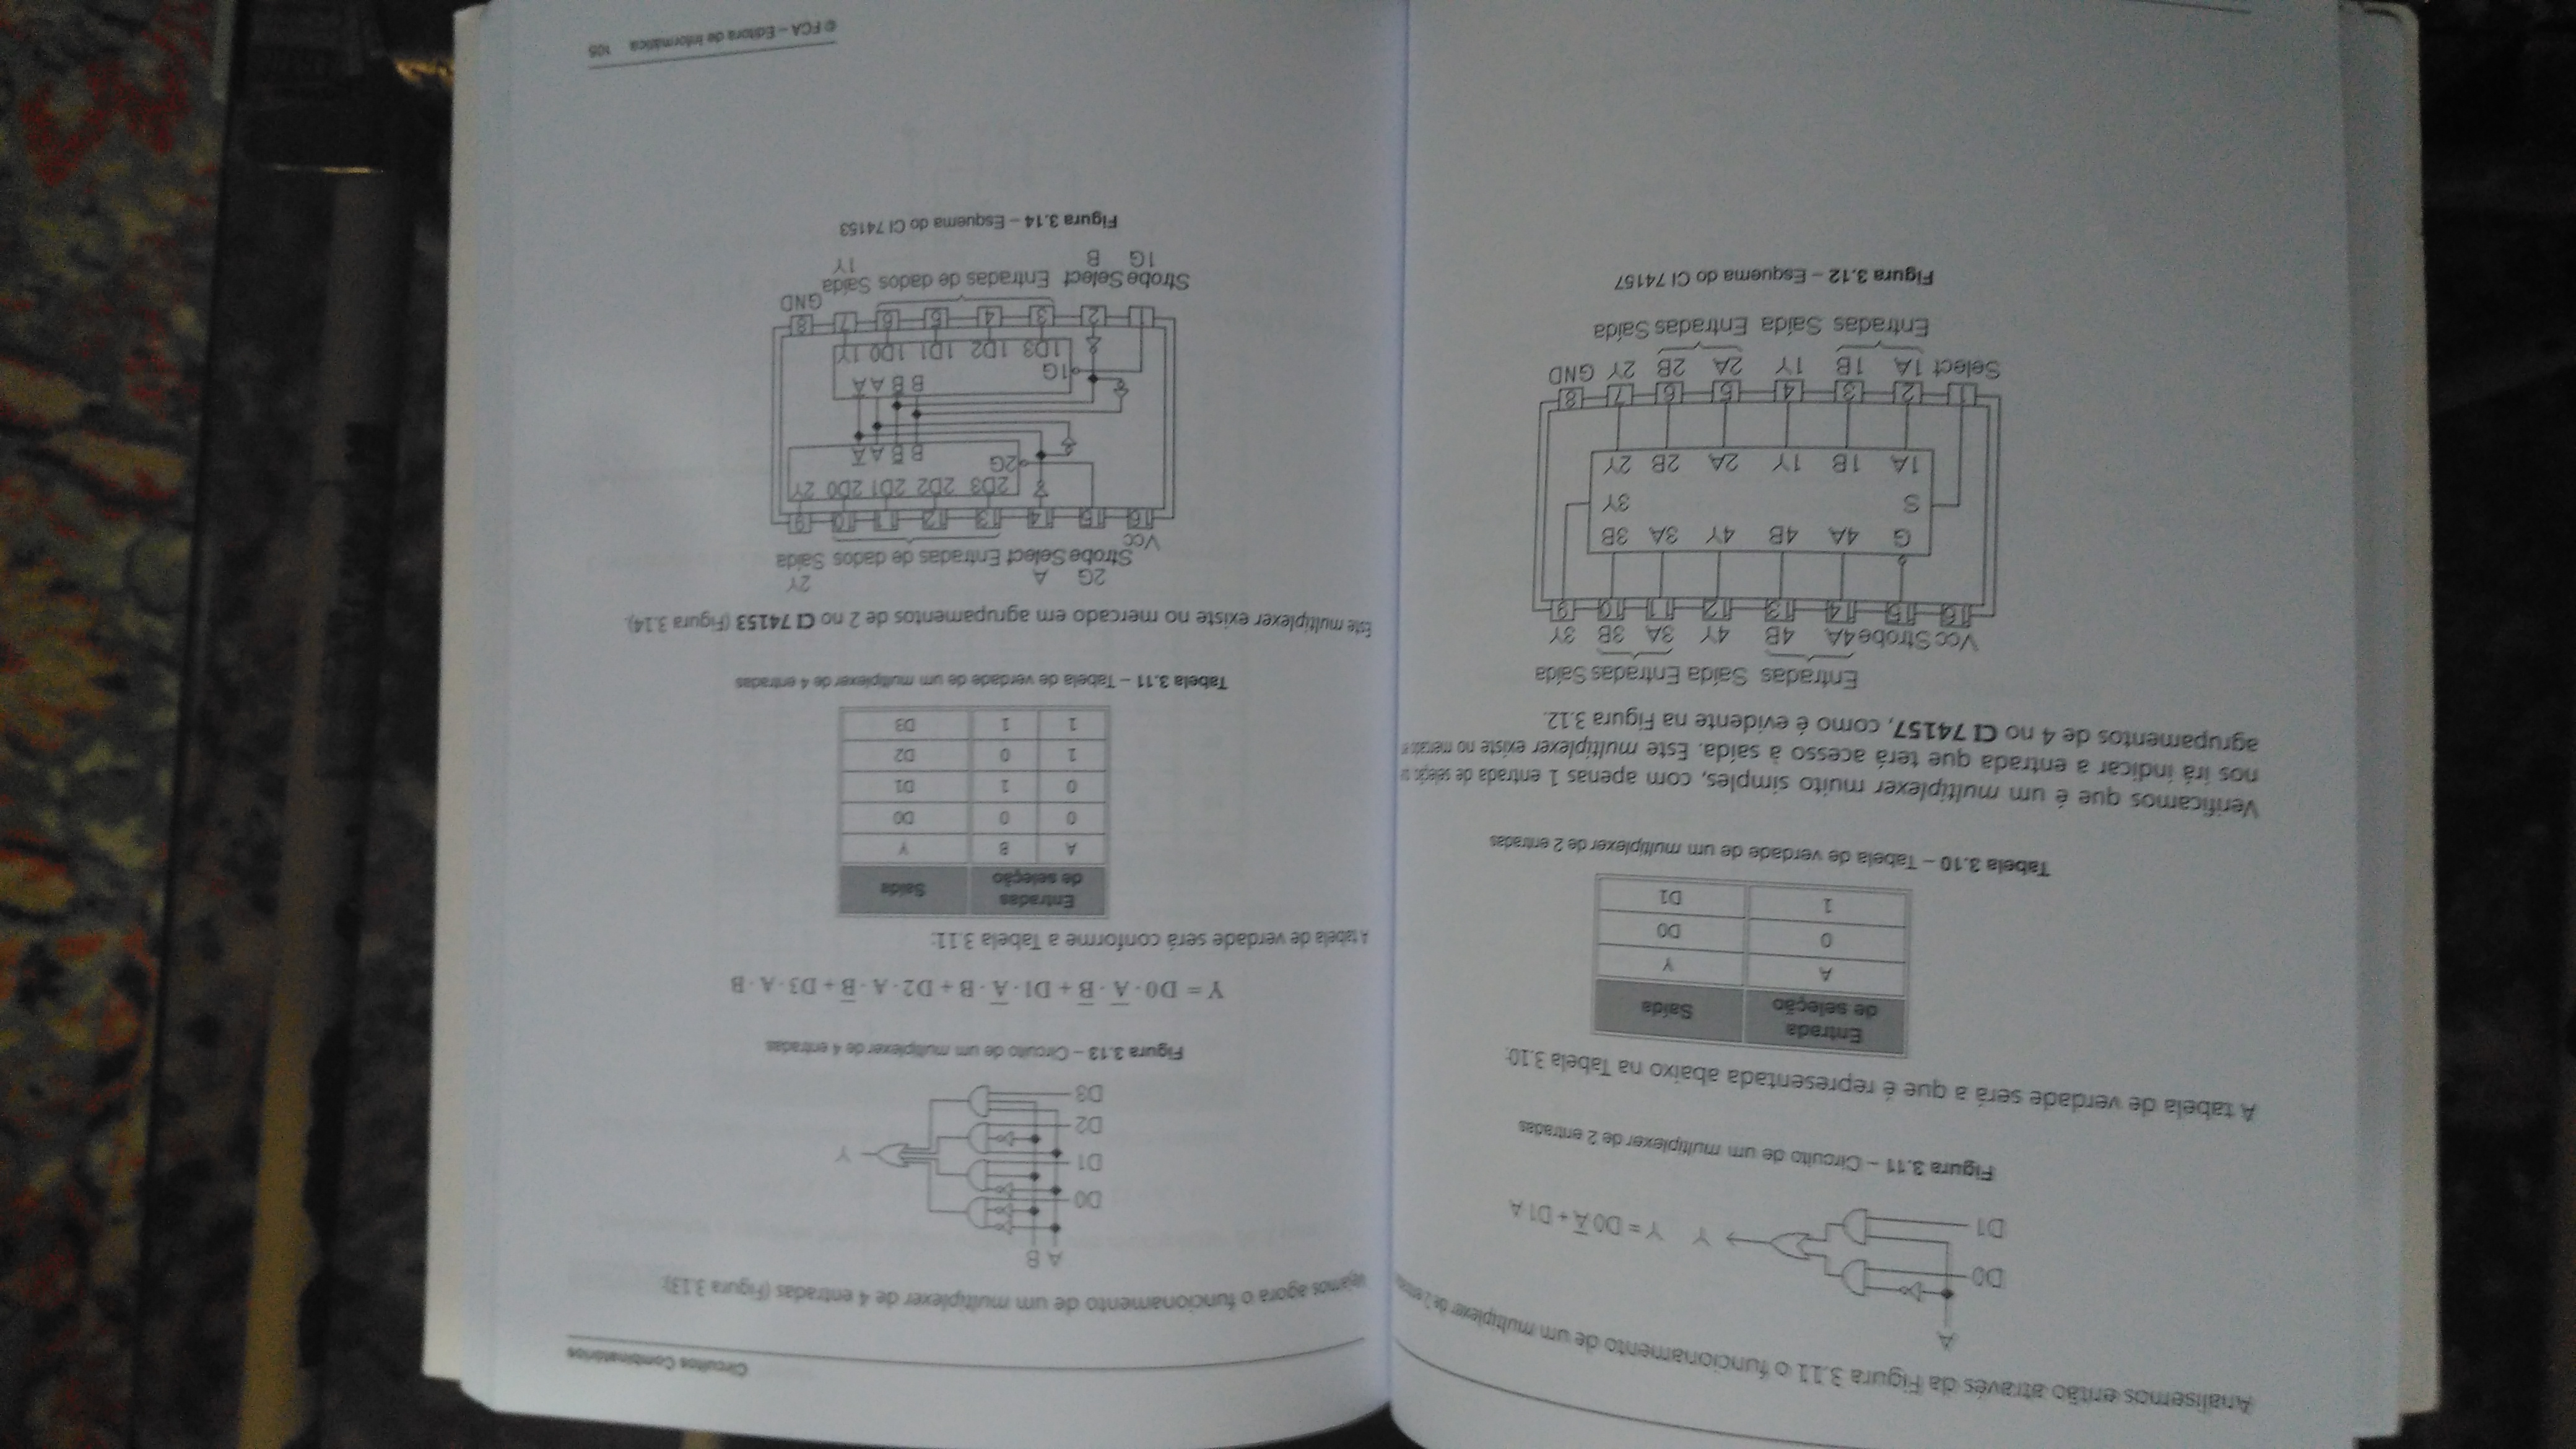 Analisemos então através da Figura 3.11 o funcionamento de um multiplexer de 2 entradas
A
D0
D1
Y
Y = D0 A̅ + D1 A
Figura 3.11 – Circuito de um multiplexer de 2 entradas
A tabela de verdade será a que é representada abaixo na Tabela 3.10:
Entrada
de seleção
Saída
A Y
0 D0
1 D1
Tabela 3.10 – Tabela de verdade de um multiplexer de 2 entradas
Verificamos que é um multiplexer muito simples, com apenas 1 entrada de seleção
nos irá indicar a entrada que terá acesso à saída. Este multiplexer existe no mercado
agrupamentos de 4 no CI 74157, como é evidente na Figura 3.12.
Entradas Saída Entradas Saída
Vcc Strobe 4A 4B 4Y 3A 3B 3Y
16 15 14 13 12 11 10 9
G 4A 4B 4Y 3A 3B
S 3Y
1A 1B 1Y 2A 2B 2Y
1 2 3 4 5 6 7 8
Select 1A 1B 1Y 2A 2B 2Y GND
Entradas Saída Entradas Saída
Figura 3.12 – Esquema do CI 74157
Circuitos Combinatórios
Vejamos agora o funcionamento de um multiplexer de 4 entradas (Figura 3.13):
A B
D0
D1
D2
D3
Y
Figura 3.13 – Circuito de um multiplexer de 4 entradas
Y = D0 · A̅ · B̅ + D1 · A̅ · B + D2 · A · B̅ + D3 · A · B
A tabela de verdade será conforme a Tabela 3.11:
Entradas
de seleção
Saída
A B Y
0 0 D0
0 1 D1
1 0 D2
1 1 D3
Tabela 3.11 – Tabela de verdade de um multiplexer de 4 entradas
Este multiplexer existe no mercado em agrupamentos de 2 no CI 74153 (Figura 3.14).
2G A 2Y
Strobe Select Entradas de dados Saída
Vcc
16 15 14 13 12 11 10 9
2D3 2D2 2D1 2D0 2Y
2G
B B̅ A A̅
B B̅ A A̅
1G
1D3 1D2 1D1 1D0 1Y
1 2 3 4 5 6 7 8
GND
Strobe Select Entradas de dados Saída
1G B 1Y
Figura 3.14 – Esquema do CI 74153
© FCA – Editora de Informática 105